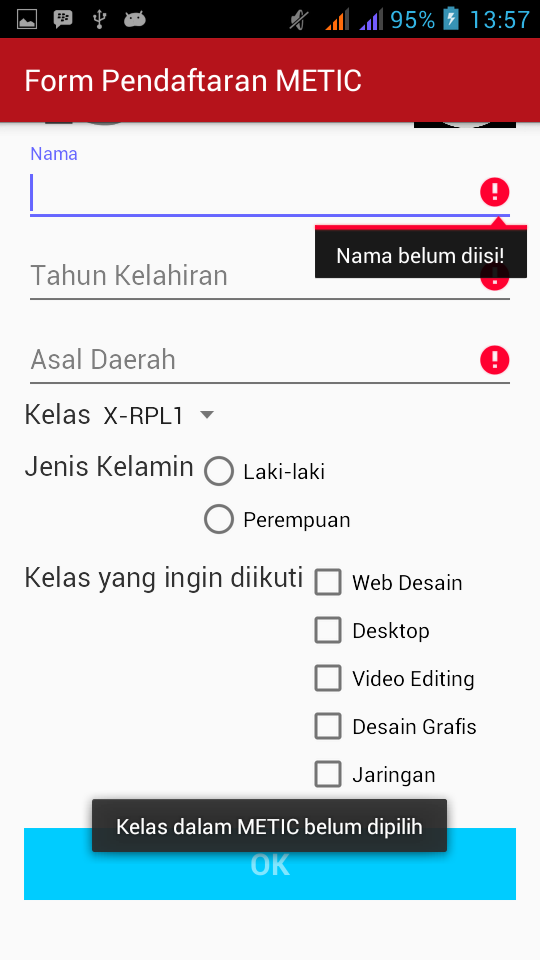 95% 13:57
Form Pendaftaran METIC
Nama
Nama belum diisi!
Tahun Kelahiran
Asal Daerah
Kelas X-RPL1
Jenis Kelamin Laki-laki
Perempuan
Kelas yang ingin diikuti Web Desain
Desktop
Video Editing
Desain Grafis
Jaringan
Kelas dalam METIC belum dipilih
OK